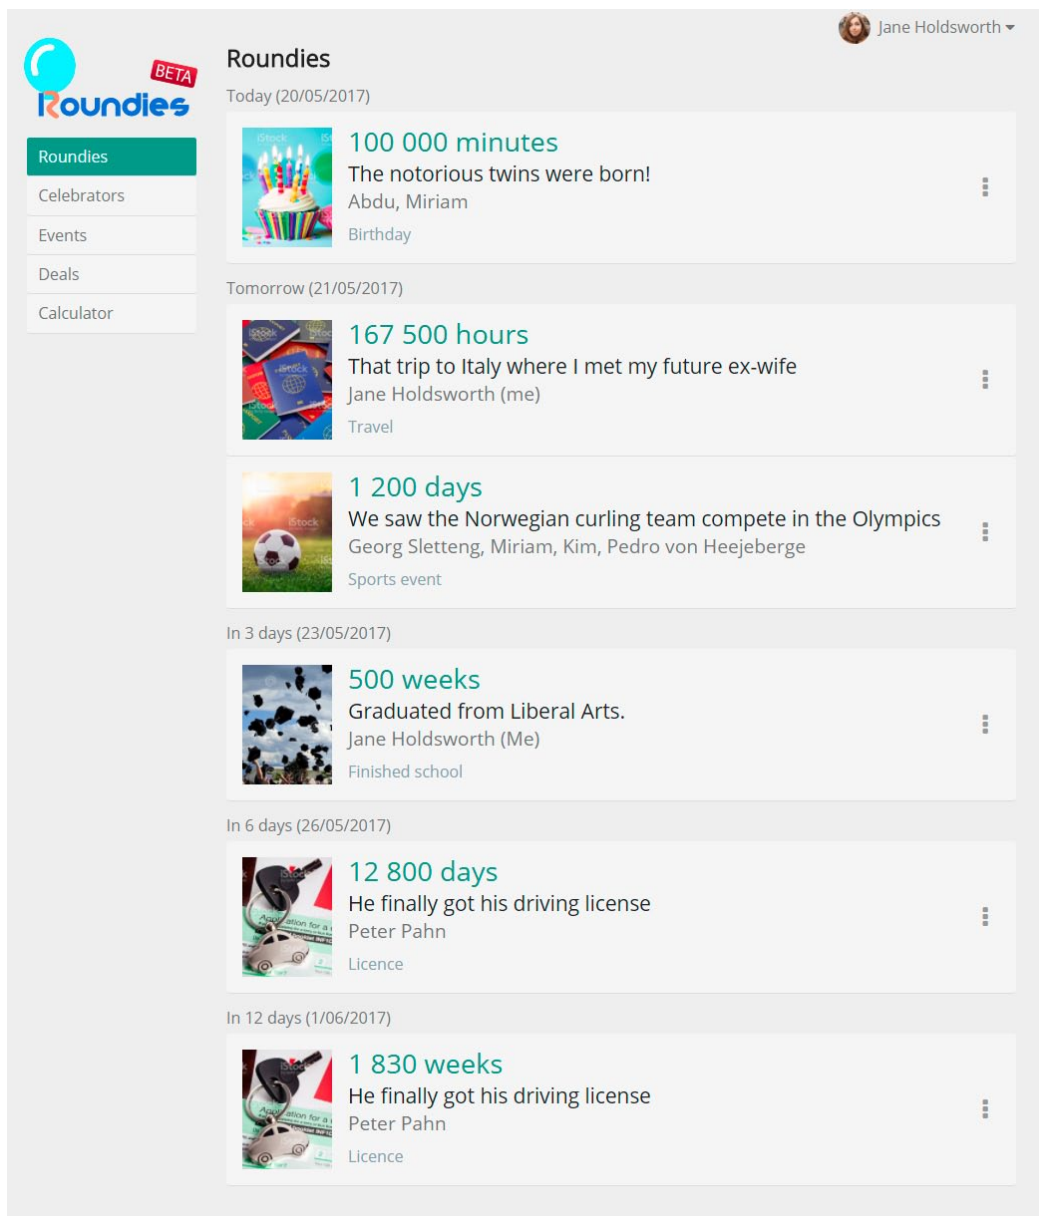 Jane Holdsworth
BETA
Roundies
Roundies
Celebrators
Events
Deals
Calculator
Roundies
Today (20/05/2017)
iStock
100 000 minutes
The notorious twins were born!
Abdu, Miriam
Birthday
Tomorrow (21/05/2017)
167 500 hours
That trip to Italy where I met my future ex-wife
Jane Holdsworth (me)
Travel
iStock
1 200 days
We saw the Norwegian curling team compete in the Olympics
Georg Sletteng, Miriam, Kim, Pedro von Heejeberge
Sports event
In 3 days (23/05/2017)
500 weeks
Graduated from Liberal Arts.
Jane Holdsworth (Me)
Finished school
In 6 days (26/05/2017)
iStock
Application for a
12 800 days
He finally got his driving license
Peter Pahn
Licence
In 12 days (1/06/2017)
1 830 weeks
He finally got his driving license
Peter Pahn
Licence